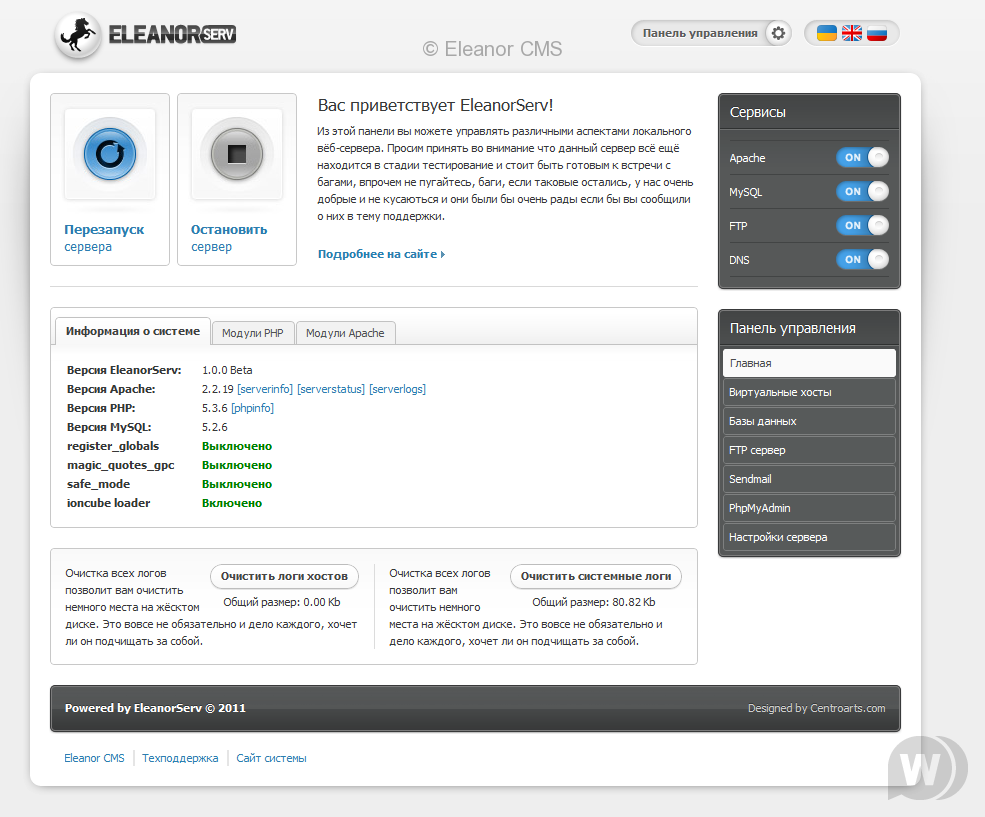 ELEANORSERV
© Eleanor CMS
Панель управления
Перезапуск
сервера
Остановить
сервер
Вас приветствует EleanorServ!
Из этой панели вы можете управлять различными аспектами локального
вёб-сервера. Просим принять во внимание что данный сервер всё ещё
находится в стадии тестирование и стоит быть готовым к встречи с
багами, впрочем не пугайтесь, баги, если таковые остались, у нас очень
добрые и не кусаються и они были бы очень рады если бы вы сообщили
о них в тему поддержки.
Подробнее на сайте
Сервисы
Apache ON
MySQL ON
FTP ON
DNS ON
Информация о системе
Модули PHP
Модули Apache
Версия EleanorServ: 1.0.0 Beta
Версия Apache: 2.2.19 [serverinfo] [serverstatus] [serverlogs]
Версия PHP: 5.3.6 [phpinfo]
Версия MySQL: 5.2.6
register_globals Выключено
magic_quotes_gpc Выключено
safe_mode Выключено
ioncube loader Включено
Панель управления
Главная
Виртуальные хосты
Базы данных
FTP сервер
Sendmail
PhpMyAdmin
Настройки сервера
Очистка всех логов
позволит вам очистить
немного места на жёсктом
диске. Это вовсе не обязательно и дело каждого, хочет
ли он подчищать за собой.
Очистить логи хостов
Общий размер: 0.00 Kb
Очистка всех логов
позволит вам
очистить немного
места на жёсктом диске. Это вовсе не обязательно и
дело каждого, хочет ли он подчищать за собой.
Очистить системные логи
Общий размер: 80.82 Kb
Powered by EleanorServ © 2011
Designed by Centroarts.com
Eleanor CMS
Техподдержка
Сайт системы
W